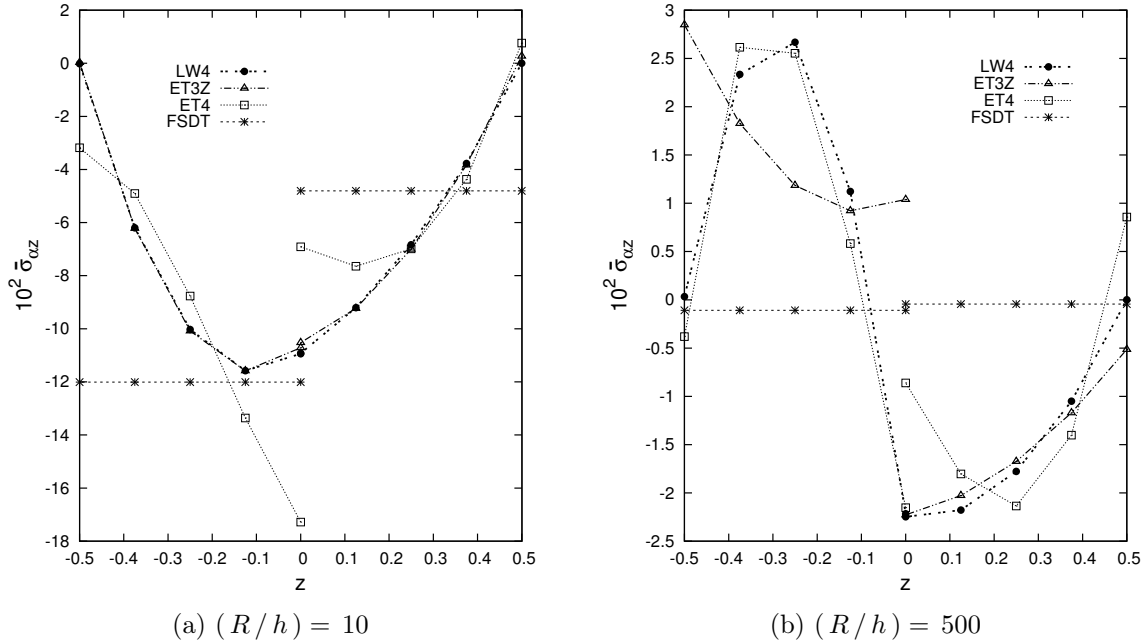 2
0
-2
-4
-6
-8
-10
-12
-14
-16
-18
-0.5 -0.4 -0.3 -0.2 -0.1 0 0.1 0.2 0.3 0.4 0.5
10² σ̄αz
z
LW4
ET3Z
ET4
FSDT
(a) (R/h) = 10
3
2.5
2
1.5
1
0.5
0
-0.5
-1
-1.5
-2
-2.5
-0.5 -0.4 -0.3 -0.2 -0.1 0 0.1 0.2 0.3 0.4 0.5
10² σ̄αz
z
LW4
ET3Z
ET4
FSDT
(b) (R/h) = 500